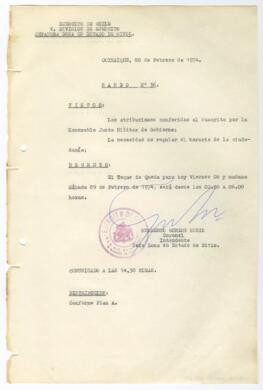 EJERCITO DE CHILE
V. DIVISION DE EJERCITO
JEFATURA ZONA EN ESTADO DE SITIO.
COYHAIQUE, 08 de Febrero de 1974.
B A N D O Nº 36
V I S T O S :
Las atribuciones conferidas al suscrito por la
Honorable Junta Militar de Gobierno;
La necesidad de regular el horario de la ciuda-
danía;
D E C R E T O :
El Toque de Queda para hoy Viernes 08 y mañana
Sábado 09 de Febrero de 1974, será desde las 02,00 a 06.00
horas.
Coronel
Intendente
Jefe Zona en Estado de Sitio.
COMUNICADO A LAS 14,30 HORAS.
DISTRIBUCION:
Conforme Plan A.